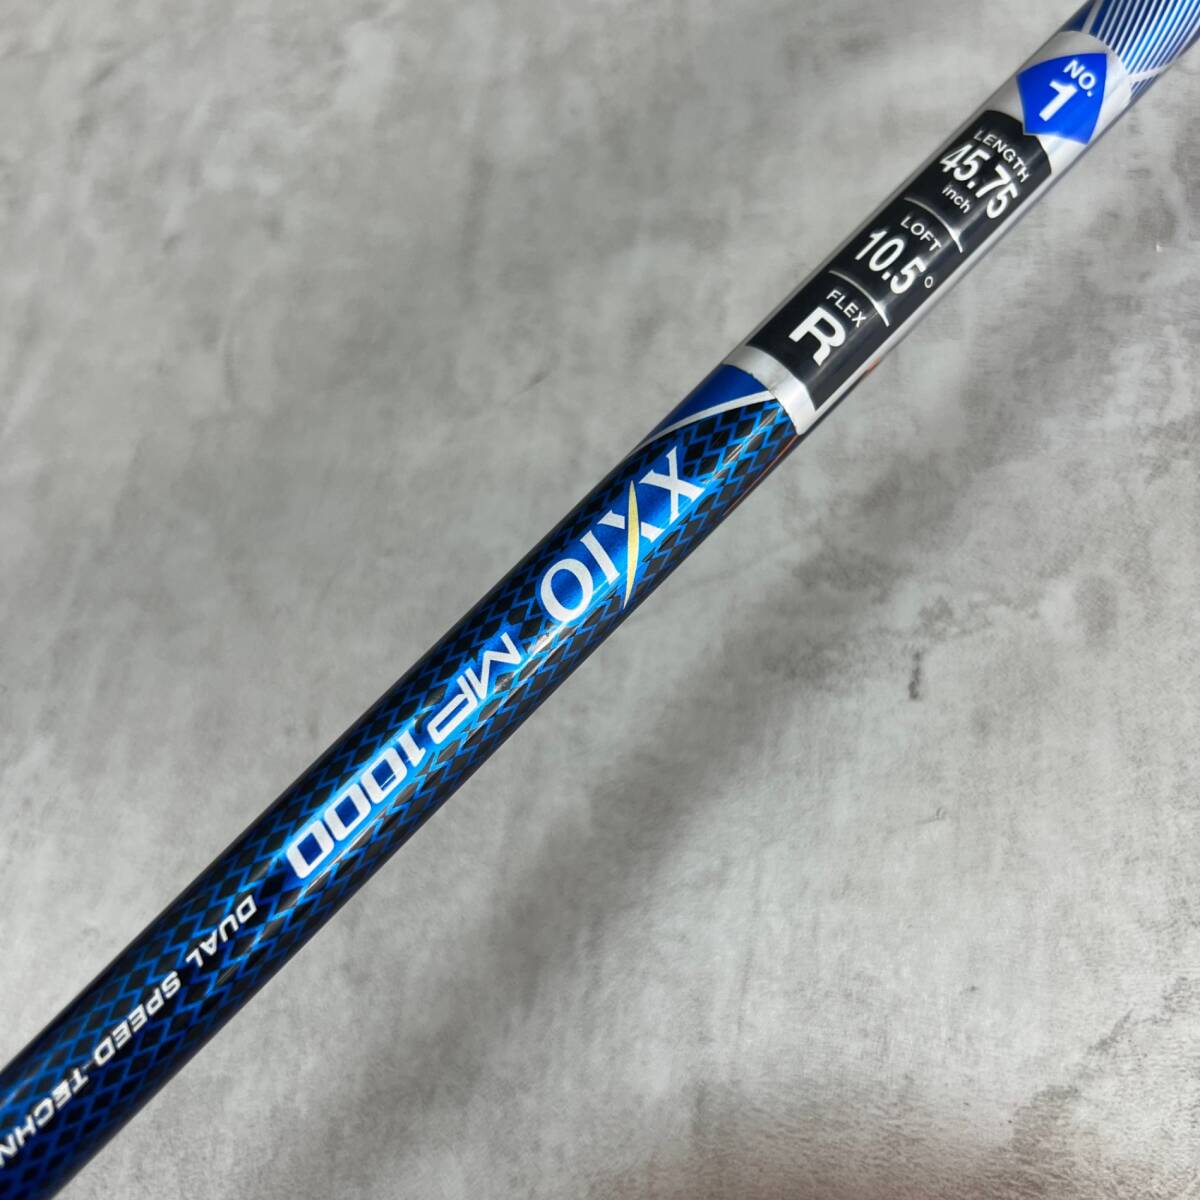 NO.
1
LENGTH
45.75
inch
LOFT
10.5°
FLEX
R
XXIO MP1000
DUAL SPEED TECHN